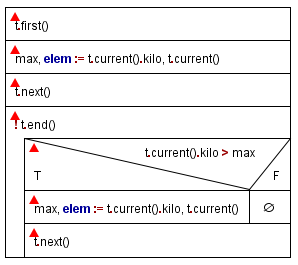 t.first()
max, elem := t.current().kilo, t.current()
t.next()
! t.end()
t.current().kilo > max
T F
max, elem := t.current().kilo, t.current() ∅
t.next()